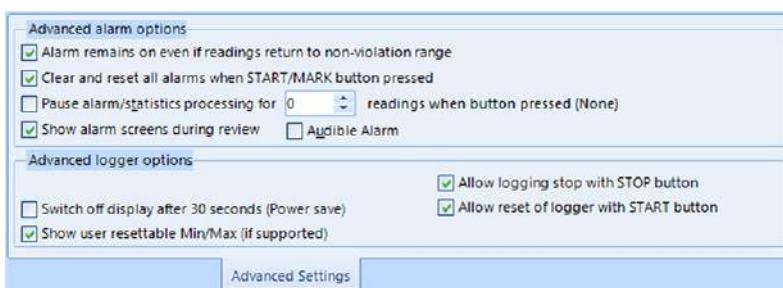 Advanced alarm options
Alarm remains on even if readings return to non-violation range
Clear and reset all alarms when START/MARK button pressed
Pause alarm/statistics processing for 0 readings when button pressed (None)
Show alarm screens during review Audible Alarm
Advanced logger options
Allow logging stop with STOP button
Switch off display after 30 seconds (Power save) Allow reset of logger with START button
Show user resettable Min/Max (if supported)
Advanced Settings